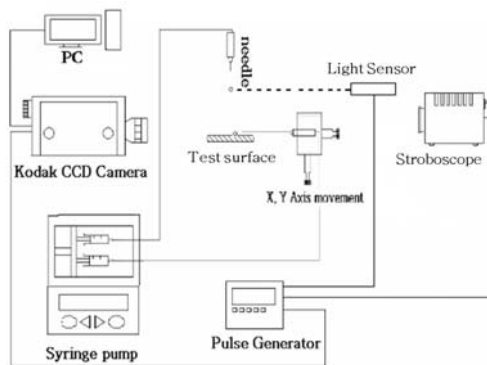 PC
needle
Light Sensor
Kodak CCD Camera
Test surface
Stroboscope
X, Y Axis movement
Syringe pump
Pulse Generator